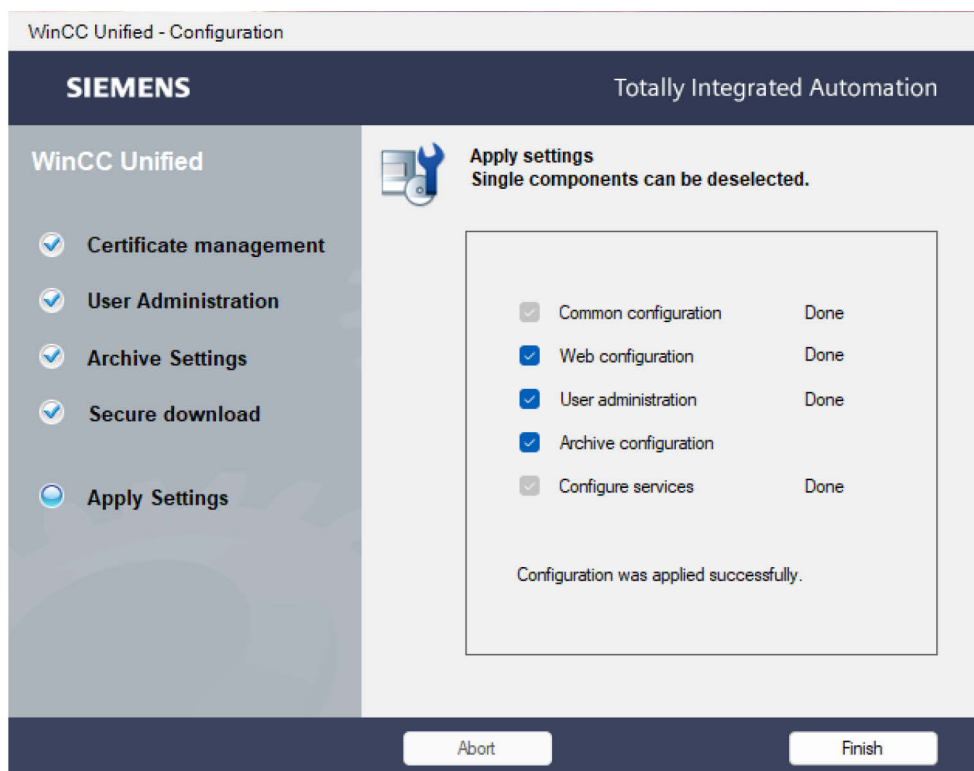 WinCC Unified - Configuration
SIEMENS
Totally Integrated Automation
WinCC Unified
Certificate management
User Administration
Archive Settings
Secure download
Apply Settings
Apply settings
Single components can be deselected.
Common configuration Done
Web configuration Done
User administration Done
Archive configuration
Configure services Done
Configuration was applied successfully.
Abort
Finish